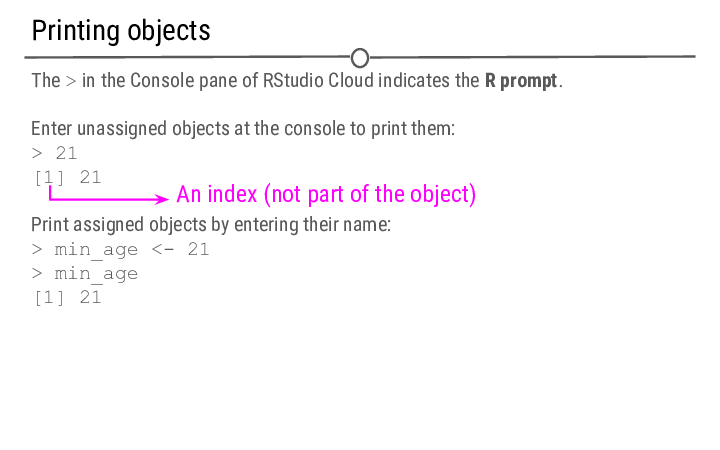 Printing objects
The > in the Console pane of RStudio Cloud indicates the R prompt.
Enter unassigned objects at the console to print them:
> 21
[1] 21
An index (not part of the object)
Print assigned objects by entering their name:
> min_age <- 21
> min_age
[1] 21